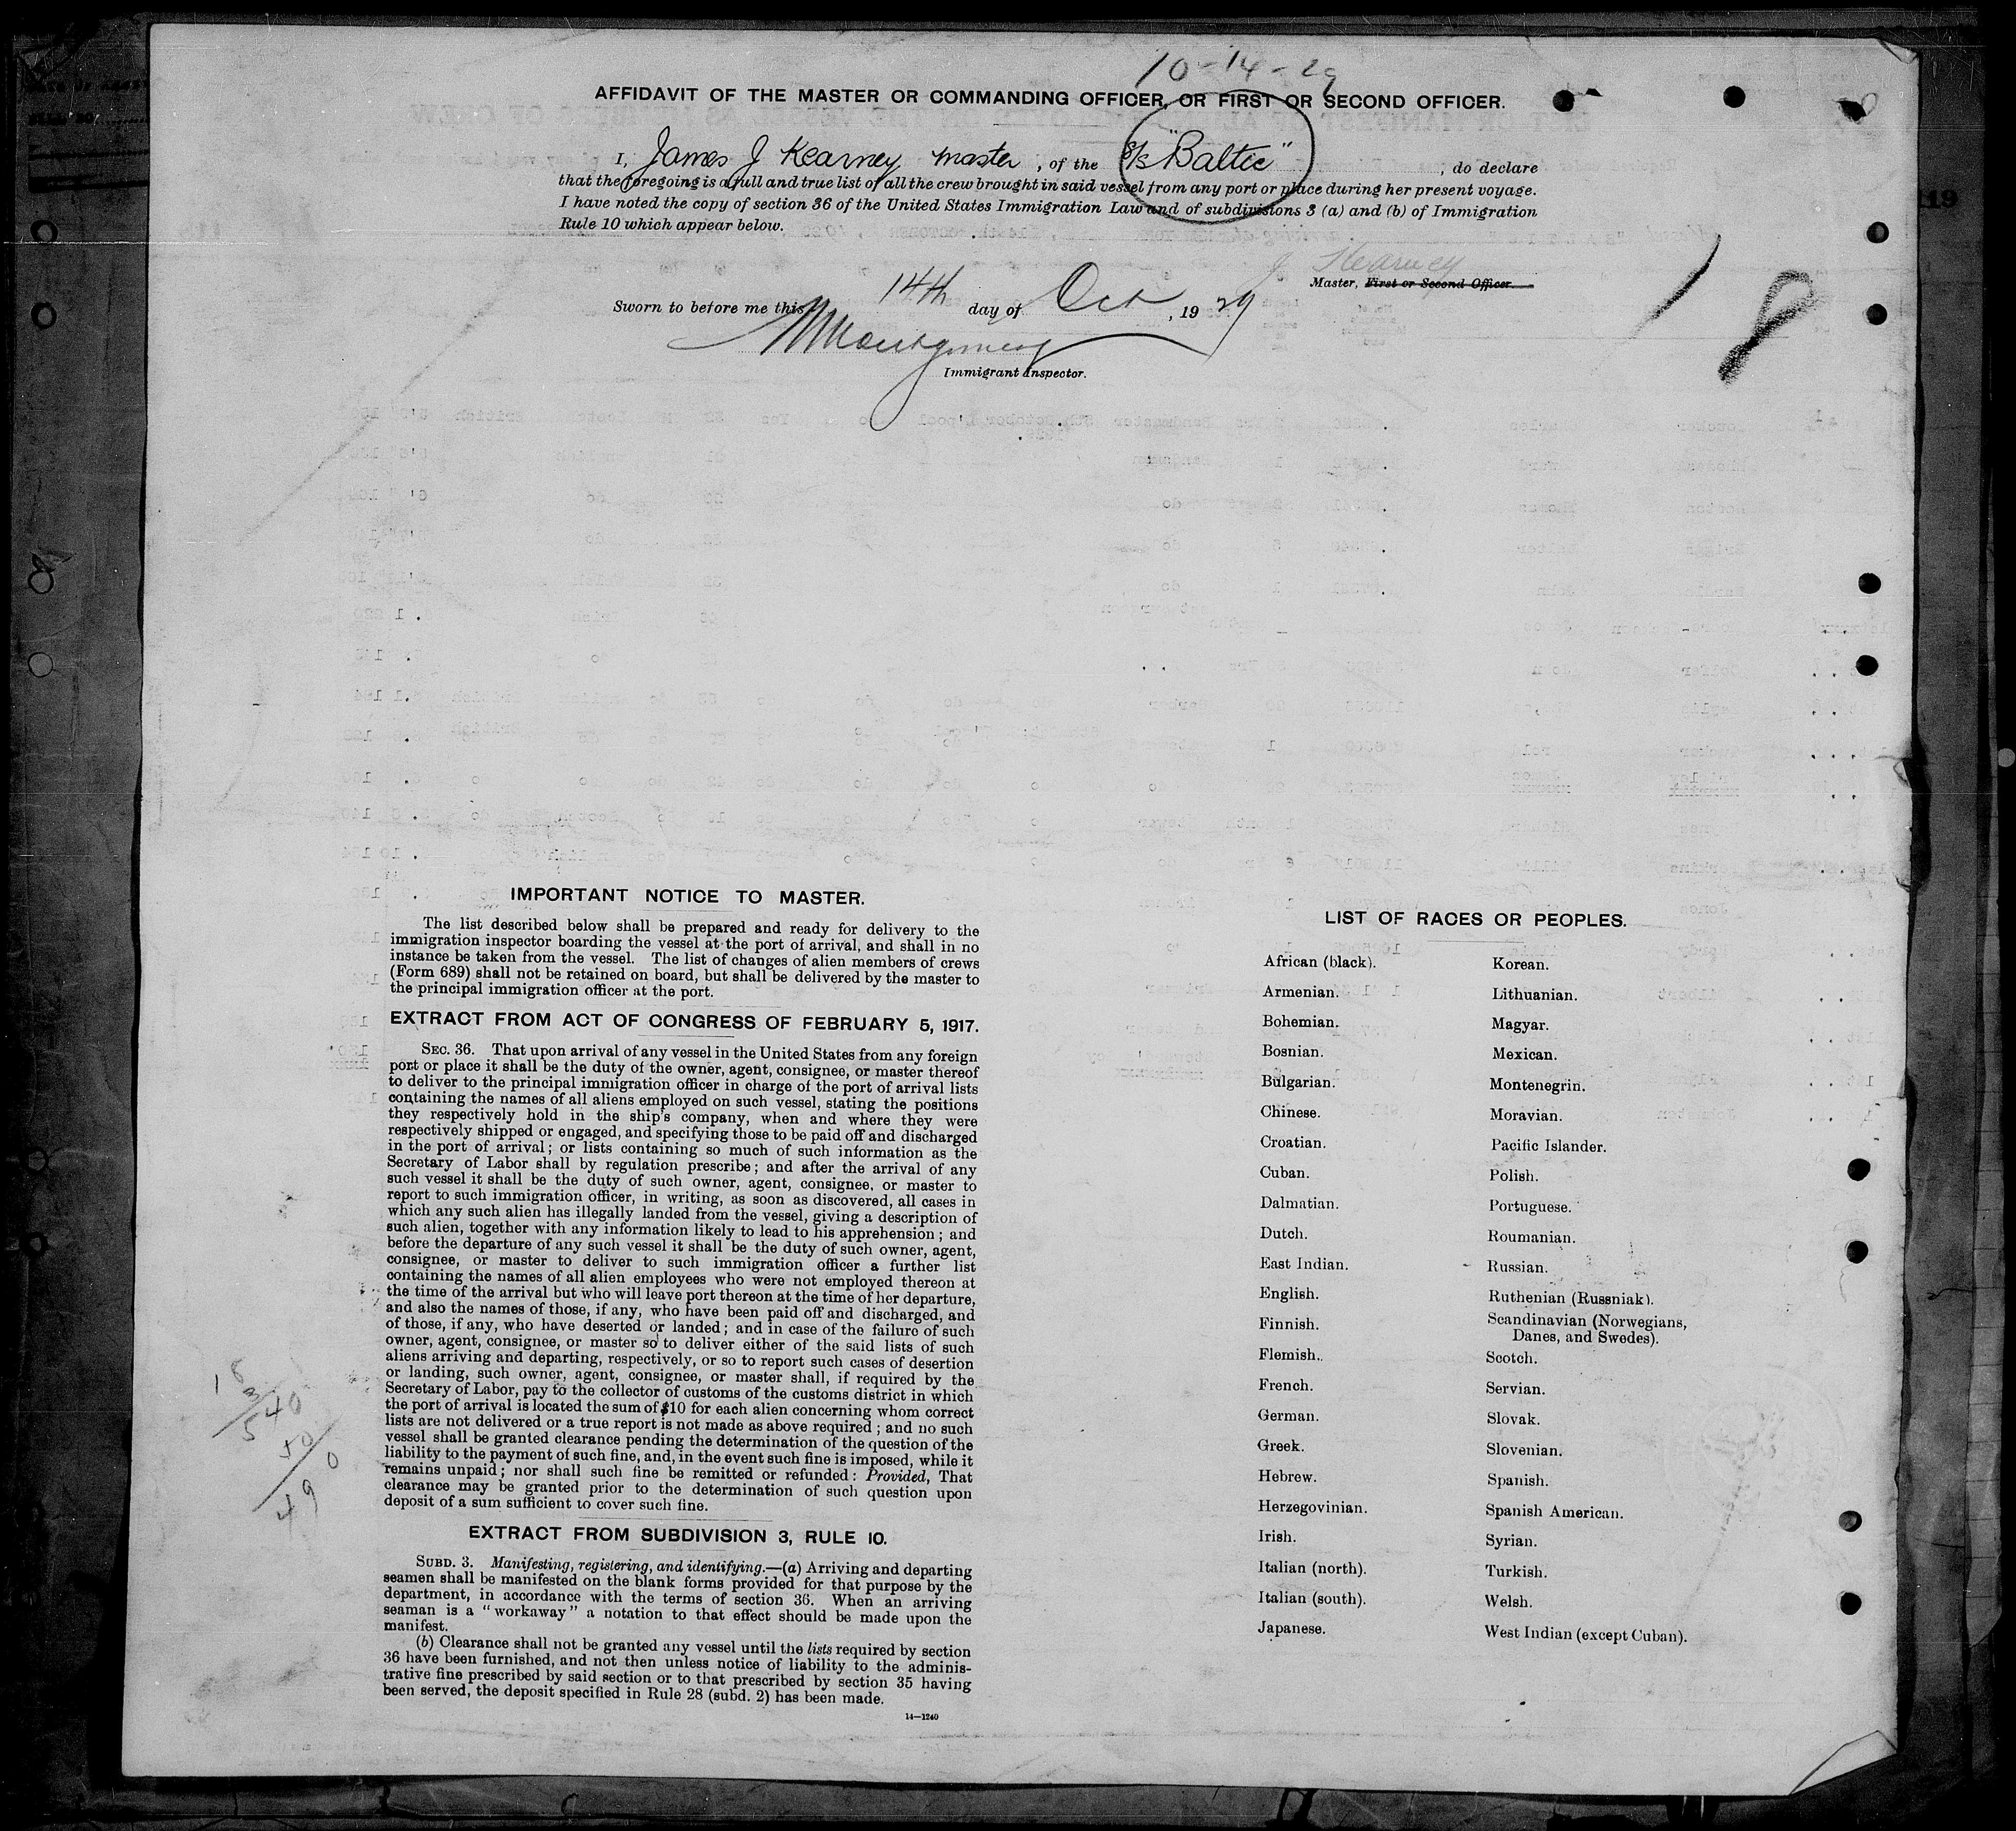 10-14-29
AFFIDAVIT OF THE MASTER OR COMMANDING OFFICER, OR FIRST OR SECOND OFFICER.
I, James J Kearney, Master, of the S/s "Baltic", do declare
that the foregoing is a full and true list of all the crew brought in said vessel from any port or place during her present voyage.
I have noted the copy of section 36 of the United States Immigration Law and of subdivisions 3 (a) and (b) of Immigration
Rule 10 which appear below.
J. Kearney
Master, First or Second Officer.
18
Sworn to before me this 14th day of Oct, 1929
Montgomery
Immigrant Inspector.
119
IMPORTANT NOTICE TO MASTER.
The list described below shall be prepared and ready for delivery to the
immigration inspector boarding the vessel at the port of arrival, and shall in no
instance be taken from the vessel. The list of changes of alien members of crews
(Form 689) shall not be retained on board, but shall be delivered by the master to
the principal immigration officer at the port.
EXTRACT FROM ACT OF CONGRESS OF FEBRUARY 5, 1917.
SEC. 36. That upon arrival of any vessel in the United States from any foreign
port or place it shall be the duty of the owner, agent, consignee, or master thereof
to deliver to the principal immigration officer in charge of the port of arrival lists
containing the names of all aliens employed on such vessel, stating the positions
they respectively hold in the ship's company, when and where they were
respectively shipped or engaged, and specifying those to be paid off and discharged
in the port of arrival; or lists containing so much of such information as the
Secretary of Labor shall by regulation prescribe; and after the arrival of any
such vessel it shall be the duty of such owner, agent, consignee, or master to
report to such immigration officer, in writing, as soon as discovered, all cases in
which any such alien has illegally landed from the vessel, giving a description of
such alien, together with any information likely to lead to his apprehension; and
before the departure of any such vessel it shall be the duty of such owner, agent,
consignee, or master to deliver to such immigration officer a further list
containing the names of all alien employees who were not employed thereon at
the time of the arrival but who will leave port thereon at the time of her departure,
and also the names of those, if any, who have been paid off and discharged, and
of those, if any, who have deserted or landed; and in case of the failure of such
owner, agent, consignee, or master so to deliver either of the said lists of such
aliens arriving and departing, respectively, or so to report such cases of desertion
or landing, such owner, agent, consignee, or master shall, if required by the
Secretary of Labor, pay to the collector of customs of the customs district in which
the port of arrival is located the sum of $10 for each alien concerning whom correct
lists are not delivered or a true report is not made as above required; and no such
vessel shall be granted clearance pending the determination of the question of the
liability to the payment of such fine, and, in the event such fine is imposed, while it
remains unpaid; nor shall such fine be remitted or refunded: Provided, That
clearance may be granted prior to the determination of such question upon
deposit of a sum sufficient to cover such fine.
18
3
540
50
490
EXTRACT FROM SUBDIVISION 3, RULE 10.
SUBD. 3. Manifesting, registering, and identifying.—(a) Arriving and departing
seamen shall be manifested on the blank forms provided for that purpose by the
department, in accordance with the terms of section 36. When an arriving
seaman is a "workaway" a notation to that effect should be made upon the
manifest.
(b) Clearance shall not be granted any vessel until the lists required by section
36 have been furnished, and not then unless notice of liability to the adminis-
trative fine prescribed by said section or to that prescribed by section 35 having
been served, the deposit specified in Rule 28 (subd. 2) has been made.
14—1240
LIST OF RACES OR PEOPLES.
African (black).
Armenian.
Bohemian.
Bosnian.
Bulgarian.
Chinese.
Croatian.
Cuban.
Dalmatian.
Dutch.
East Indian.
English.
Finnish.
Flemish.
French.
German.
Greek.
Hebrew.
Herzegovinian.
Irish.
Italian (north).
Italian (south).
Japanese.
Korean.
Lithuanian.
Magyar.
Mexican.
Montenegrin.
Moravian.
Pacific Islander.
Polish.
Portuguese.
Roumanian.
Russian.
Ruthenian (Russniak).
Scandinavian (Norwegians,
Danes, and Swedes).
Scotch.
Servian.
Slovak.
Slovenian.
Spanish.
Spanish American.
Syrian.
Turkish.
Welsh.
West Indian (except Cuban).